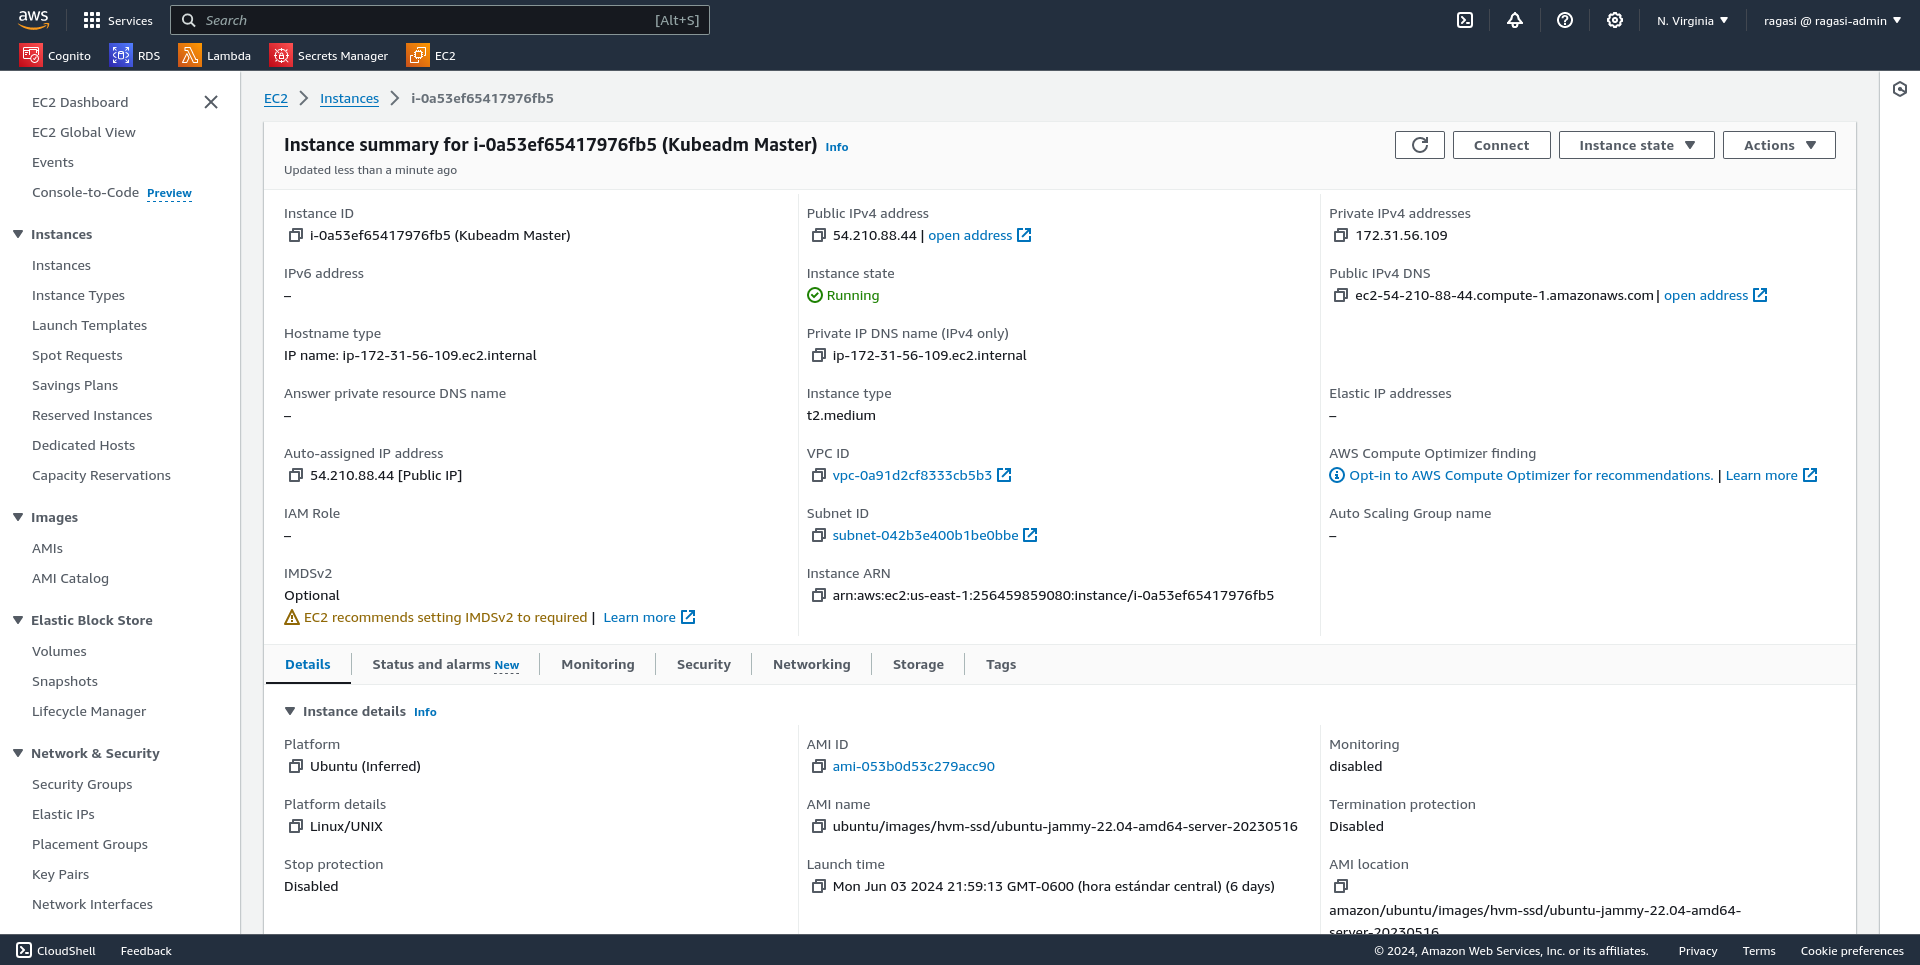 aws
Services
Search
[Alt+S]
N. Virginia
ragasi @ ragasi-admin
Cognito
RDS
Lambda
Secrets Manager
EC2
EC2 Dashboard
EC2 Global View
Events
Console-to-Code Preview
Instances
Instances
Instance Types
Launch Templates
Spot Requests
Savings Plans
Reserved Instances
Dedicated Hosts
Capacity Reservations
Images
AMIs
AMI Catalog
Elastic Block Store
Volumes
Snapshots
Lifecycle Manager
Network & Security
Security Groups
Elastic IPs
Placement Groups
Key Pairs
Network Interfaces
EC2 Instances i-0a53ef65417976fb5
Instance summary for i-0a53ef65417976fb5 (Kubeadm Master) Info
Updated less than a minute ago
Connect
Instance state
Actions
Instance ID
i-0a53ef65417976fb5 (Kubeadm Master)
Public IPv4 address
54.210.88.44 | open address
Private IPv4 addresses
172.31.56.109
IPv6 address
–
Instance state
Running
Public IPv4 DNS
ec2-54-210-88-44.compute-1.amazonaws.com | open address
Hostname type
IP name: ip-172-31-56-109.ec2.internal
Private IP DNS name (IPv4 only)
ip-172-31-56-109.ec2.internal
Answer private resource DNS name
–
Instance type
t2.medium
Elastic IP addresses
–
Auto-assigned IP address
54.210.88.44 [Public IP]
VPC ID
vpc-0a91d2cf8333cb5b3
AWS Compute Optimizer finding
Opt-in to AWS Compute Optimizer for recommendations. | Learn more
IAM Role
–
Subnet ID
subnet-042b3e400b1be0bbe
Auto Scaling Group name
–
IMDSv2
Optional
EC2 recommends setting IMDSv2 to required | Learn more
Instance ARN
arn:aws:ec2:us-east-1:256459859080:instance/i-0a53ef65417976fb5
Details
Status and alarms New
Monitoring
Security
Networking
Storage
Tags
Instance details Info
Platform
Ubuntu (Inferred)
AMI ID
ami-053b0d53c279acc90
Monitoring
disabled
Platform details
Linux/UNIX
AMI name
ubuntu/images/hvm-ssd/ubuntu-jammy-22.04-amd64-server-20230516
Termination protection
Disabled
Stop protection
Disabled
Launch time
Mon Jun 03 2024 21:59:13 GMT-0600 (hora estándar central) (6 days)
AMI location
amazon/ubuntu/images/hvm-ssd/ubuntu-jammy-22.04-amd64-
server-20230516
CloudShell
Feedback
© 2024, Amazon Web Services, Inc. or its affiliates.
Privacy
Terms
Cookie preferences